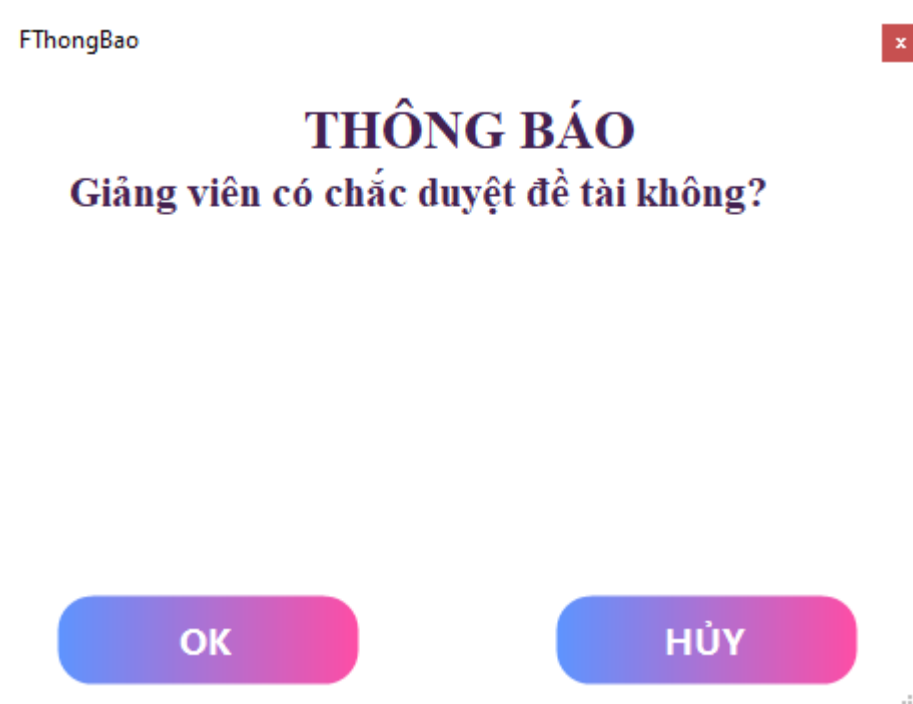 FThongBao
x
THÔNG BÁO
Giảng viên có chắc duyệt đề tài không?
OK
HỦY